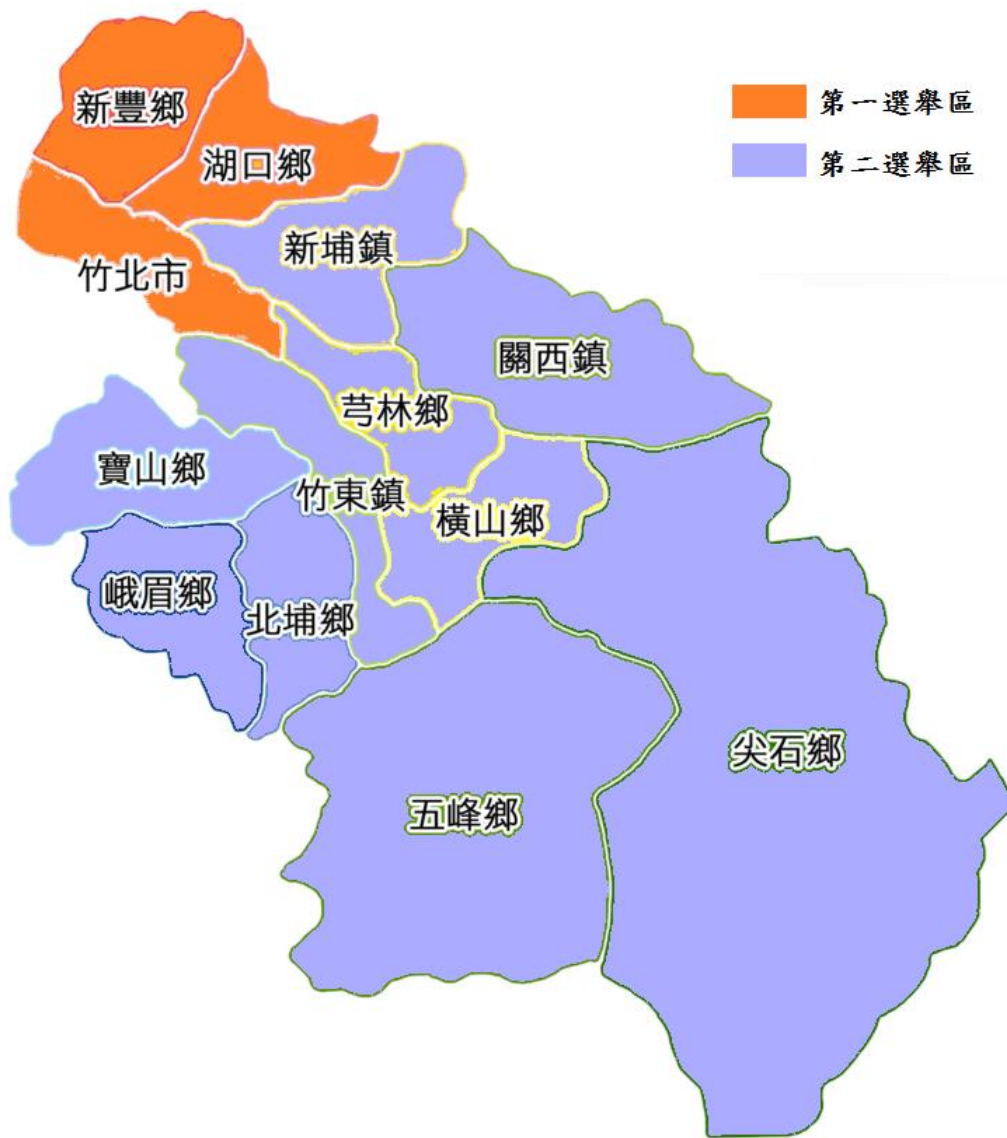 新豐鄉
第一選舉區
湖口鄉
第二選舉區
新埔鎮
竹北市
關西鎮
芎林鄉
寶山鄉
竹東鎮
橫山鄉
峨眉鄉
北埔鄉
尖石鄉
五峰鄉